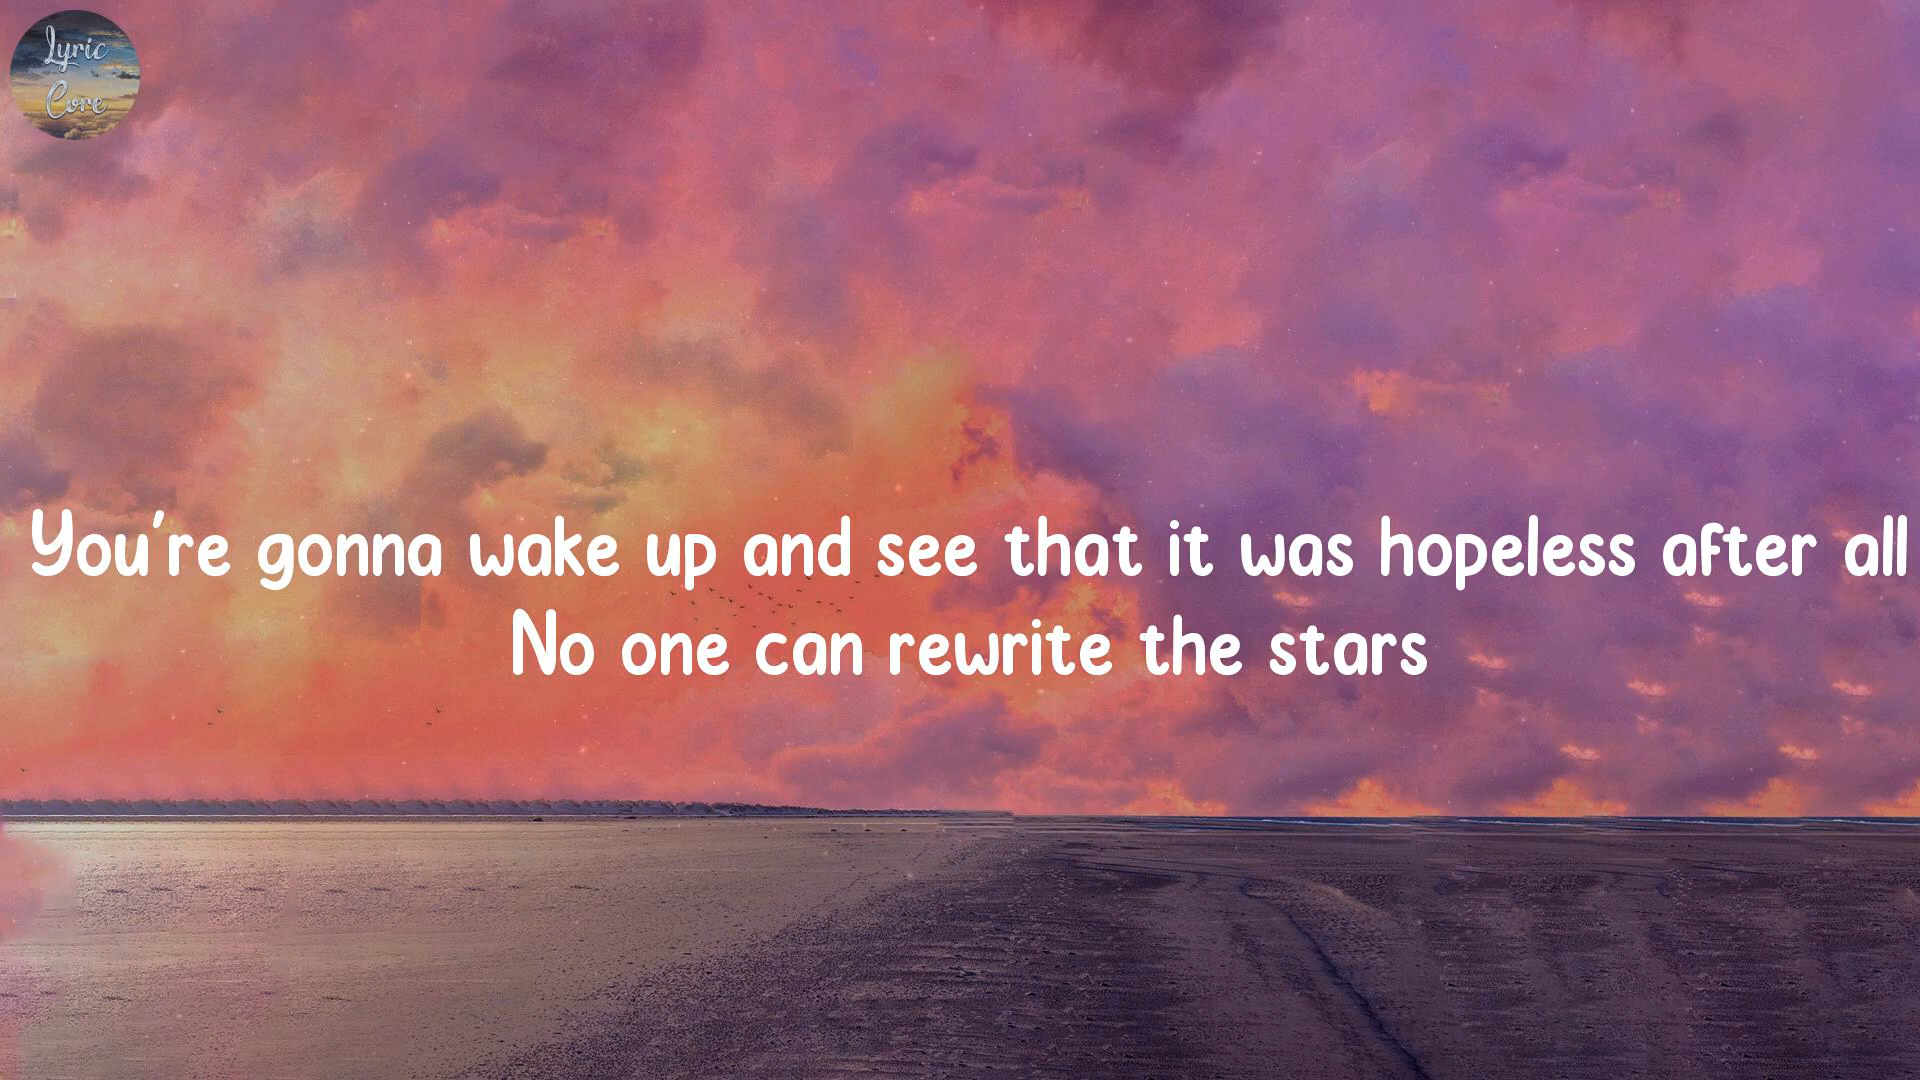 Lyric
Core
You're gonna wake up and see that it was hopeless after all
No one can rewrite the stars